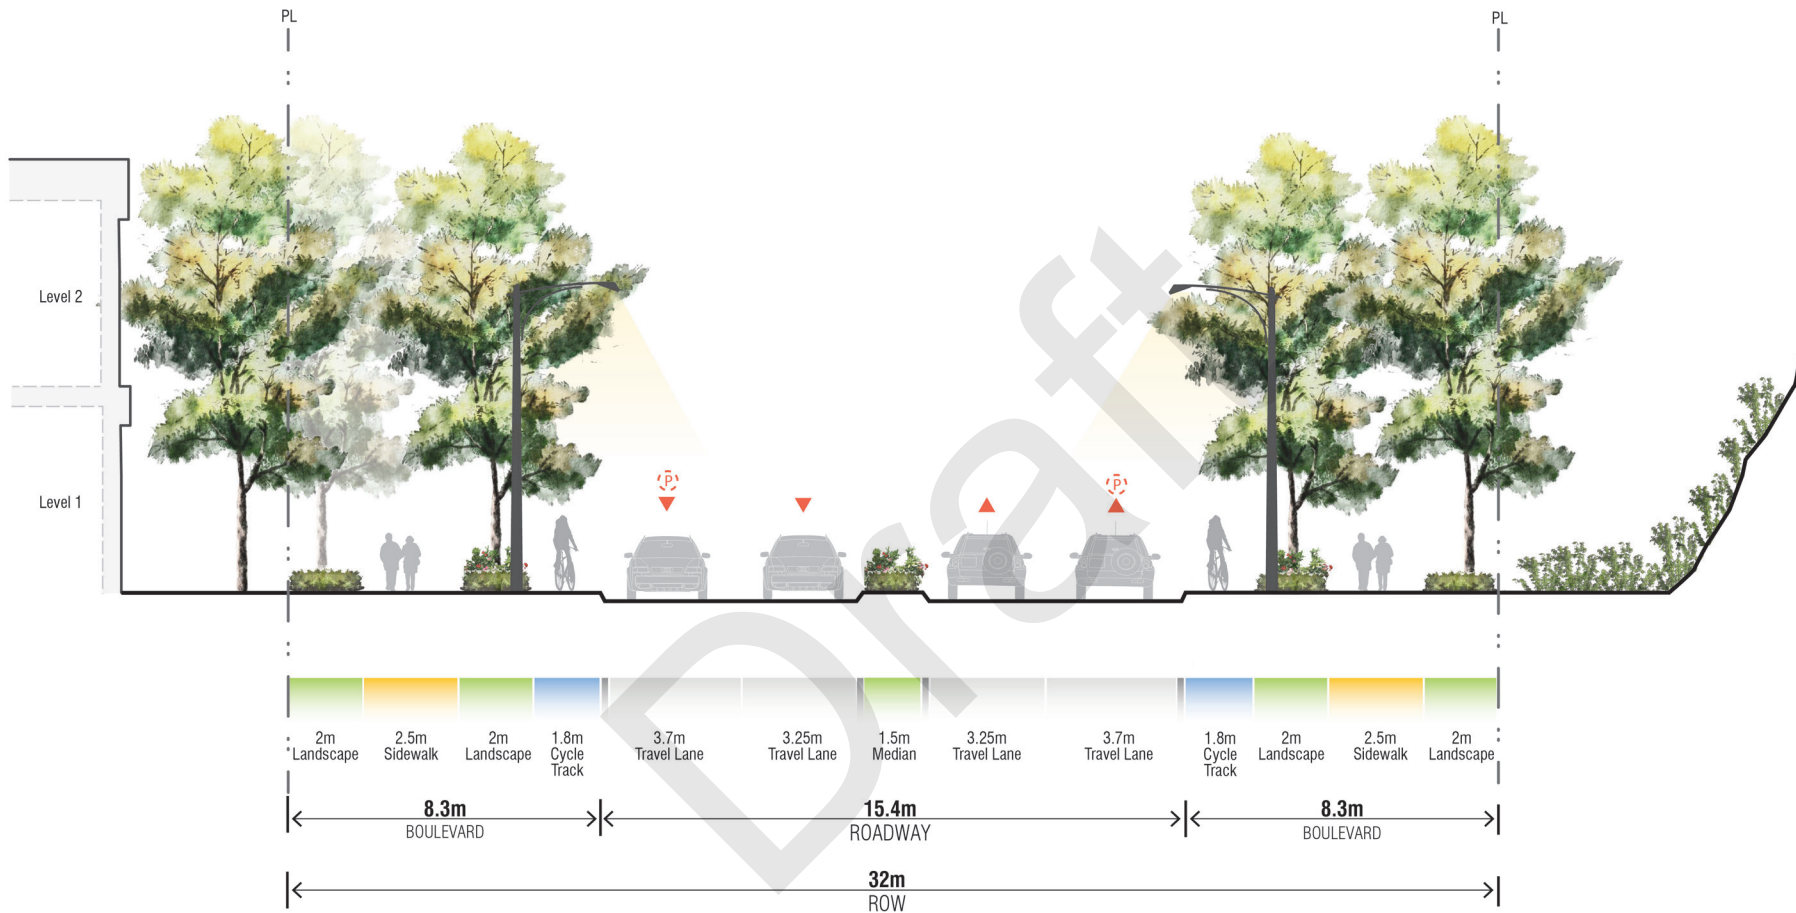 PL
PL
Level 2
Level 1
P
P
Draft
2m
Landscape
2.5m
Sidewalk
2m
Landscape
1.8m
Cycle
Track
3.7m
Travel Lane
3.25m
Travel Lane
1.5m
Median
3.25m
Travel Lane
3.7m
Travel Lane
1.8m
Cycle
Track
2m
Landscape
2.5m
Sidewalk
2m
Landscape
8.3m
BOULEVARD
15.4m
ROADWAY
8.3m
BOULEVARD
32m
ROW